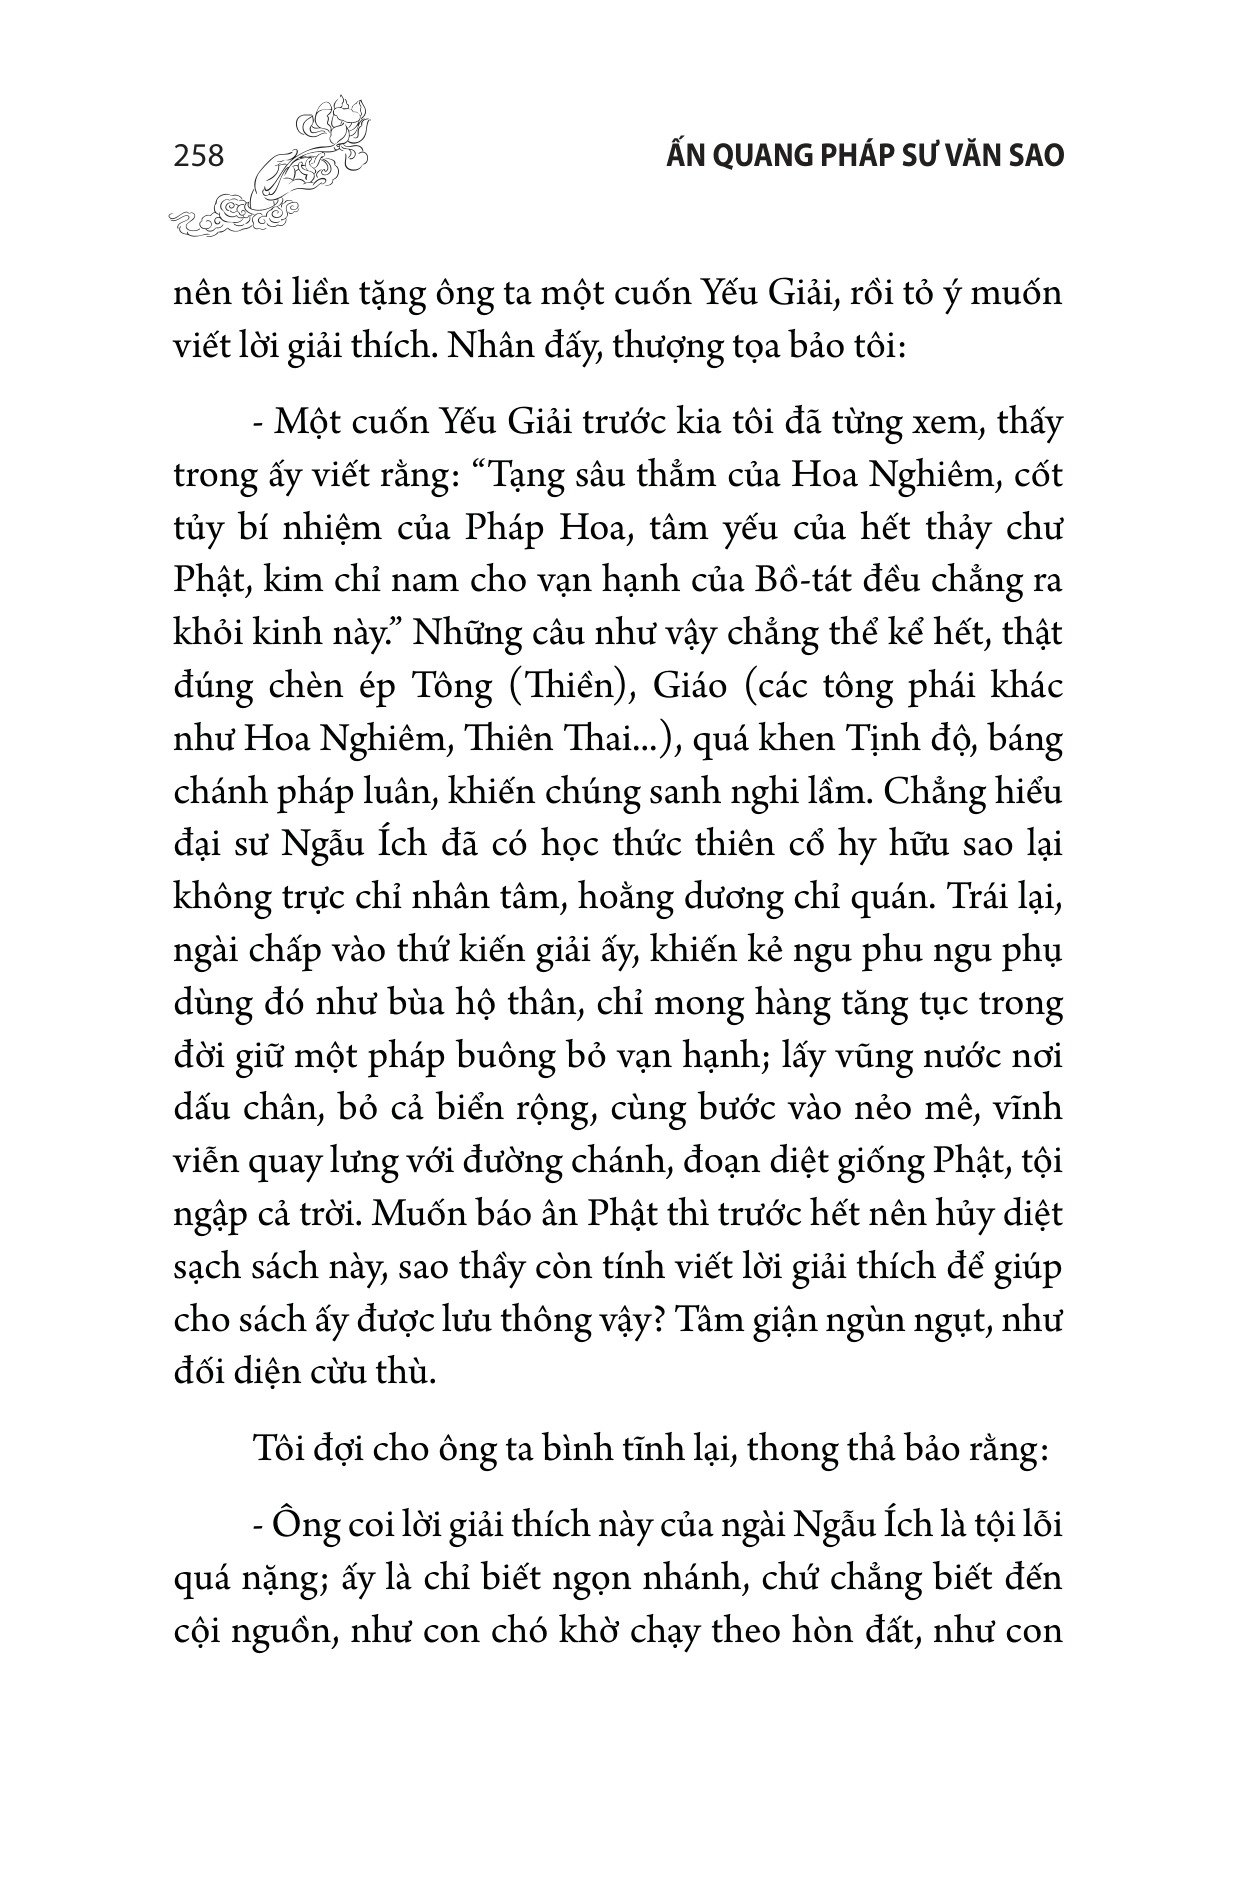 258
ẤN QUANG PHÁP SƯ VĂN SAO
nên tôi liền tặng ông ta một cuốn Yếu Giải, rồi tỏ ý muốn
viết lời giải thích. Nhân đấy, thượng tọa bảo tôi:
- Một cuốn Yếu Giải trước kia tôi đã từng xem, thấy
trong ấy viết rằng: “Tạng sâu thẳm của Hoa Nghiêm, cốt
tủy bí nhiệm của Pháp Hoa, tâm yếu của hết thảy chư
Phật, kim chỉ nam cho vạn hạnh của Bồ-tát đều chẳng ra
khỏi kinh này.” Những câu như vậy chẳng thể kể hết, thật
đúng chèn ép Tông (Thiền), Giáo (các tông phái khác
như Hoa Nghiêm, Thiên Thai...), quá khen Tịnh độ, báng
chánh pháp luân, khiến chúng sanh nghi lầm. Chẳng hiểu
đại sư Ngẫu Ích đã có học thức thiên cổ hy hữu sao lại
không trực chỉ nhân tâm, hoằng dương chỉ quán. Trái lại,
ngài chấp vào thứ kiến giải ấy, khiến kẻ ngu phu ngu phụ
dùng đó như bùa hộ thân, chỉ mong hàng tăng tục trong
đời giữ một pháp buông bỏ vạn hạnh; lấy vũng nước nơi
dấu chân, bỏ cả biển rộng, cùng bước vào nẻo mê, vĩnh
viễn quay lưng với đường chánh, đoạn diệt giống Phật, tội
ngập cả trời. Muốn báo ân Phật thì trước hết nên hủy diệt
sạch sách này, sao thầy còn tính viết lời giải thích để giúp
cho sách ấy được lưu thông vậy? Tâm giận ngùn ngụt, như
đối diện cừu thù.
Tôi đợi cho ông ta bình tĩnh lại, thong thả bảo rằng:
- Ông coi lời giải thích này của ngài Ngẫu Ích là tội lỗi
quá nặng; ấy là chỉ biết ngọn nhánh, chứ chẳng biết đến
cội nguồn, như con chó khờ chạy theo hòn đất, như con